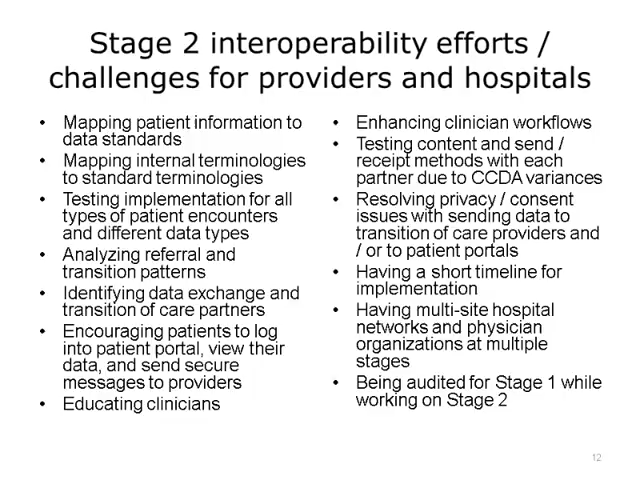 Stage 2 interoperability efforts /
challenges for providers and hospitals
• Mapping patient information to
data standards
• Mapping internal terminologies
to standard terminologies
• Testing implementation for all
types of patient encounters
and different data types
• Analyzing referral and
transition patterns
• Identifying data exchange and
transition of care partners
• Encouraging patients to log
into patient portal, view their
data, and send secure
messages to providers
• Educating clinicians
• Enhancing clinician workflows
• Testing content and send /
receipt methods with each
partner due to CCDA variances
• Resolving privacy / consent
issues with sending data to
transition of care providers and
/ or to patient portals
• Having a short timeline for
implementation
• Having multi-site hospital
networks and physician
organizations at multiple
stages
• Being audited for Stage 1 while
working on Stage 2
12